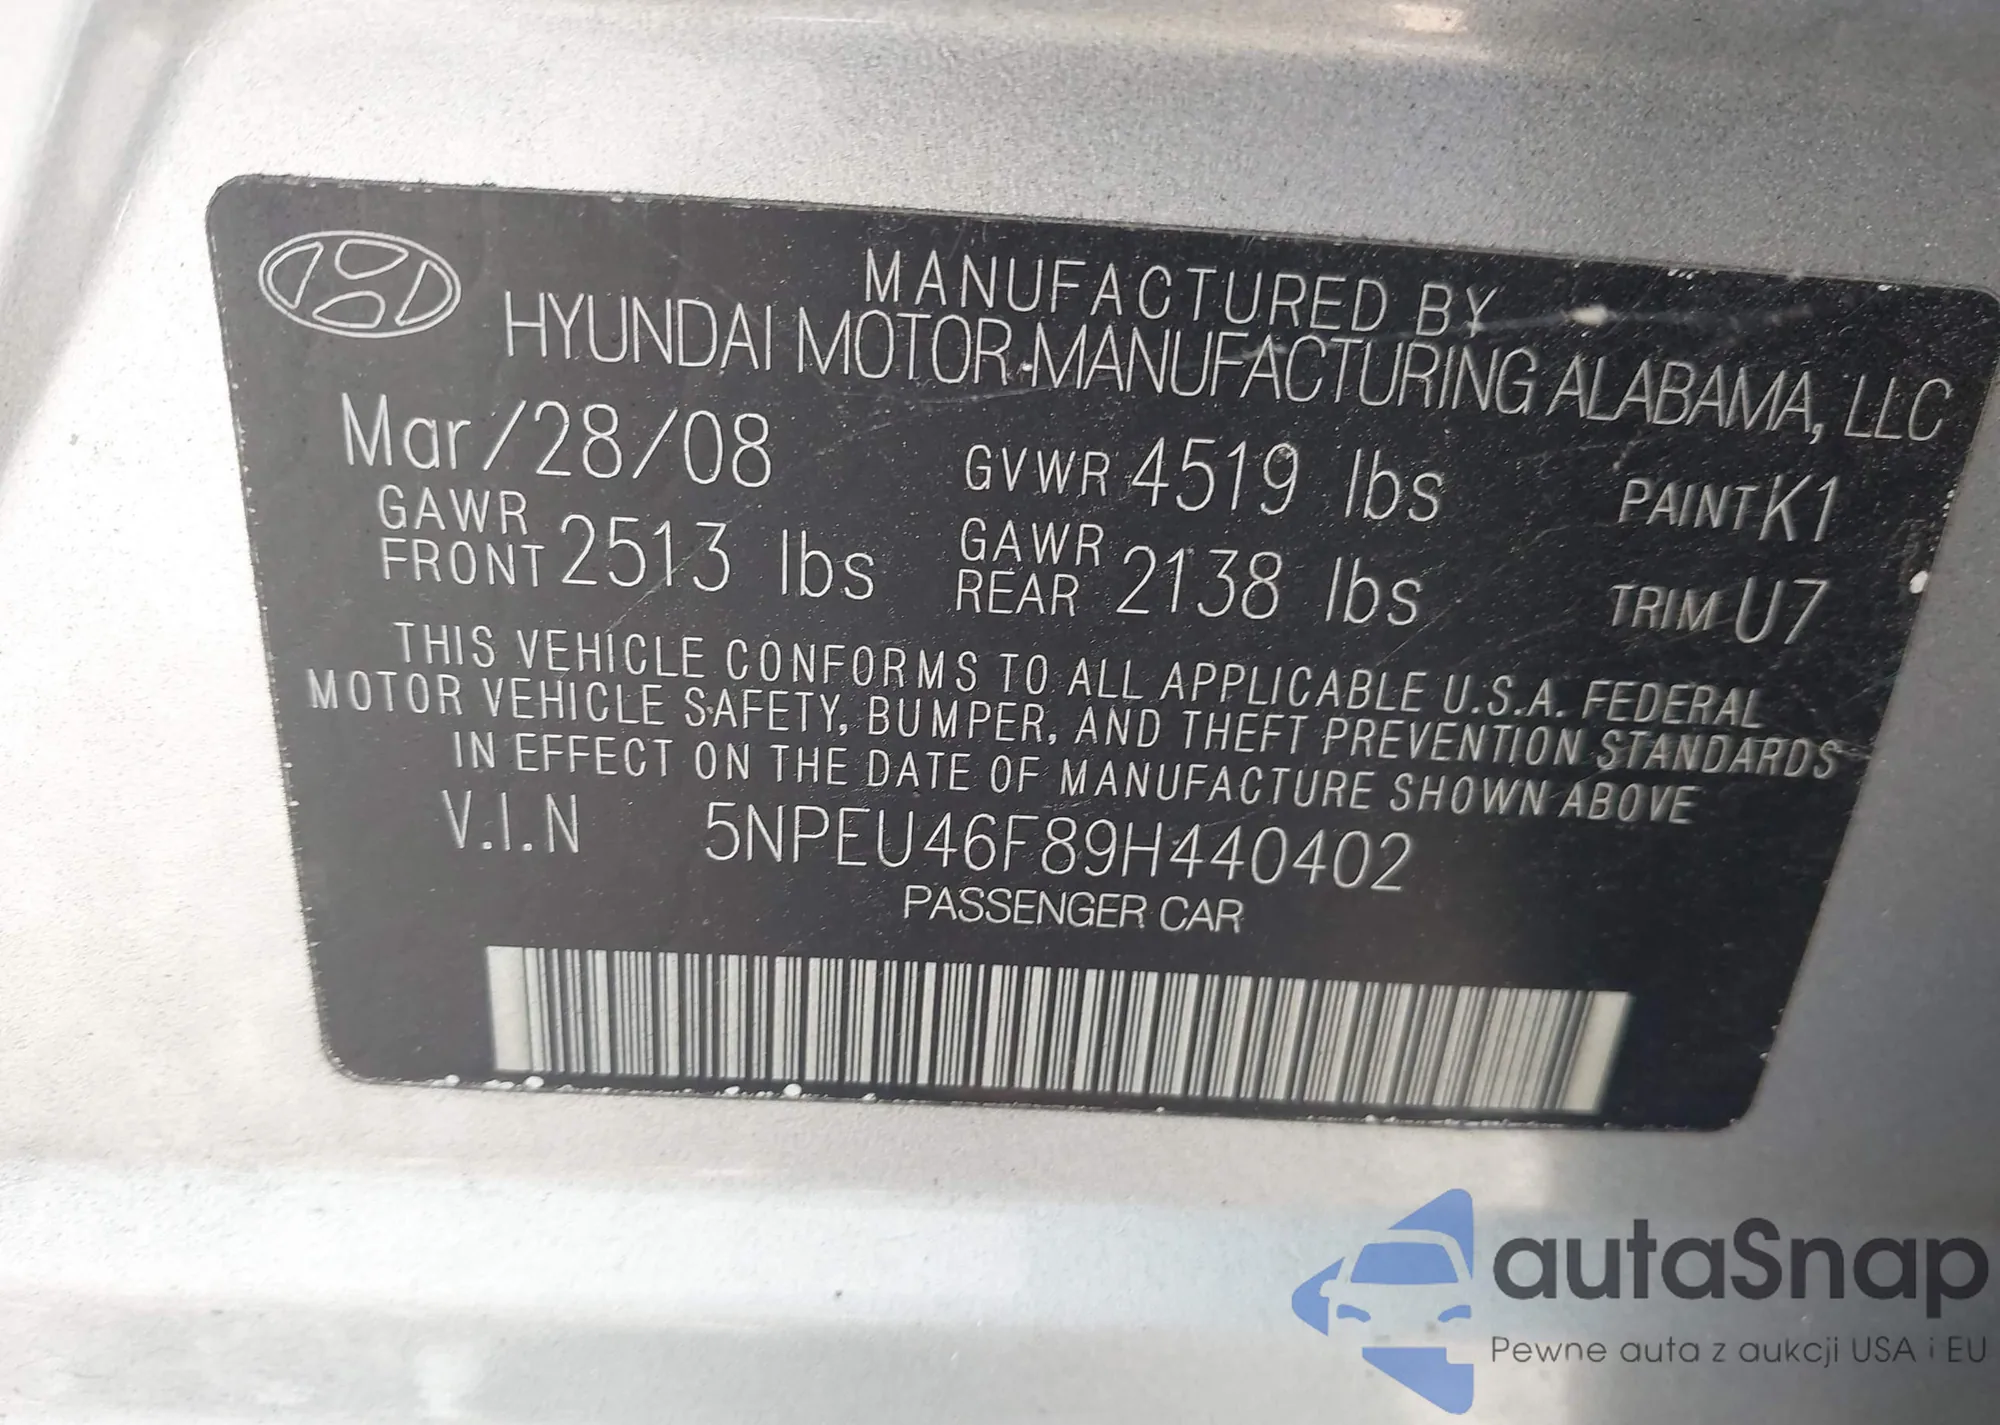 MANUFACTURED BY
HYUNDAI MOTOR MANUFACTURING ALABAMA, LLC
Mar/28/08 GVWR 4519 lbs PAINT K1
GAWR FRONT 2513 lbs GAWR REAR 2138 lbs TRIM U7
THIS VEHICLE CONFORMS TO ALL APPLICABLE U.S.A. FEDERAL
MOTOR VEHICLE SAFETY, BUMPER, AND THEFT PREVENTION STANDARDS
IN EFFECT ON THE DATE OF MANUFACTURE SHOWN ABOVE
V.I.N 5NPEU46F89H440402
PASSENGER CAR
autaSnap
Pewne auta z aukcji USA i EU